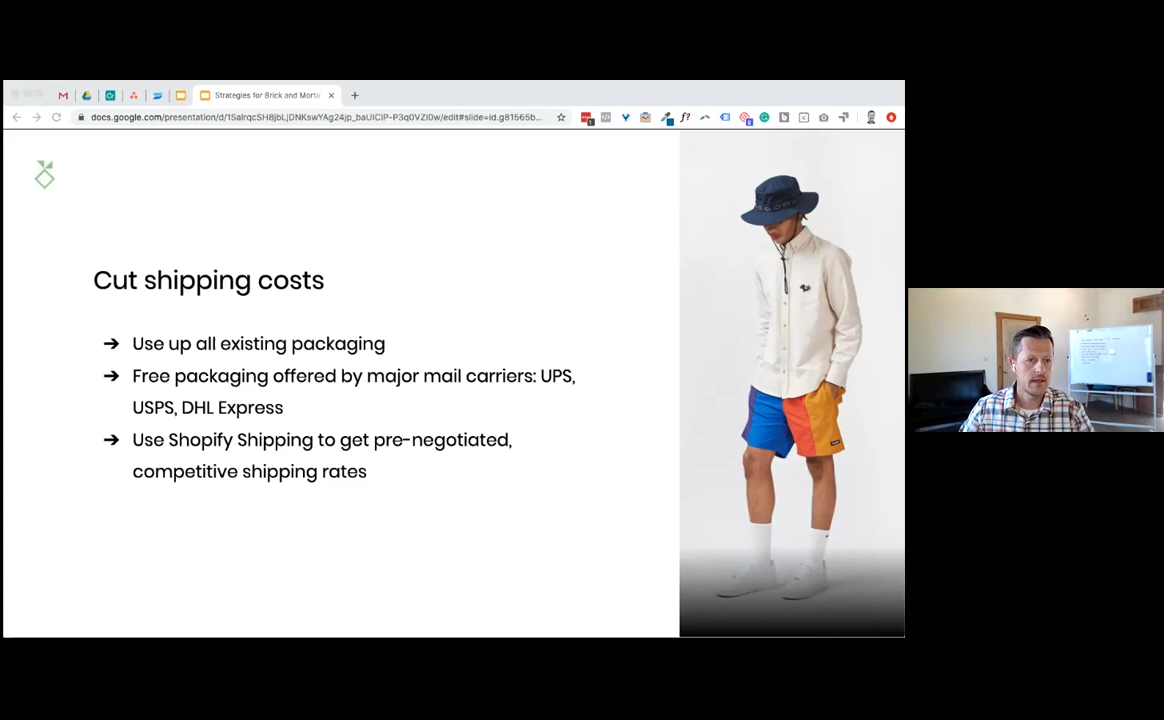 Strategies for Brick and Morta
docs.google.com/presentation/d/1SalrqcSH8jbLjDNKswYAg24jp_baUICIP-P3q0VZi0w/edit#slide=id.g81565b...
Cut shipping costs
➔ Use up all existing packaging
➔ Free packaging offered by major mail carriers: UPS,
USPS, DHL Express
➔ Use Shopify Shipping to get pre-negotiated,
competitive shipping rates